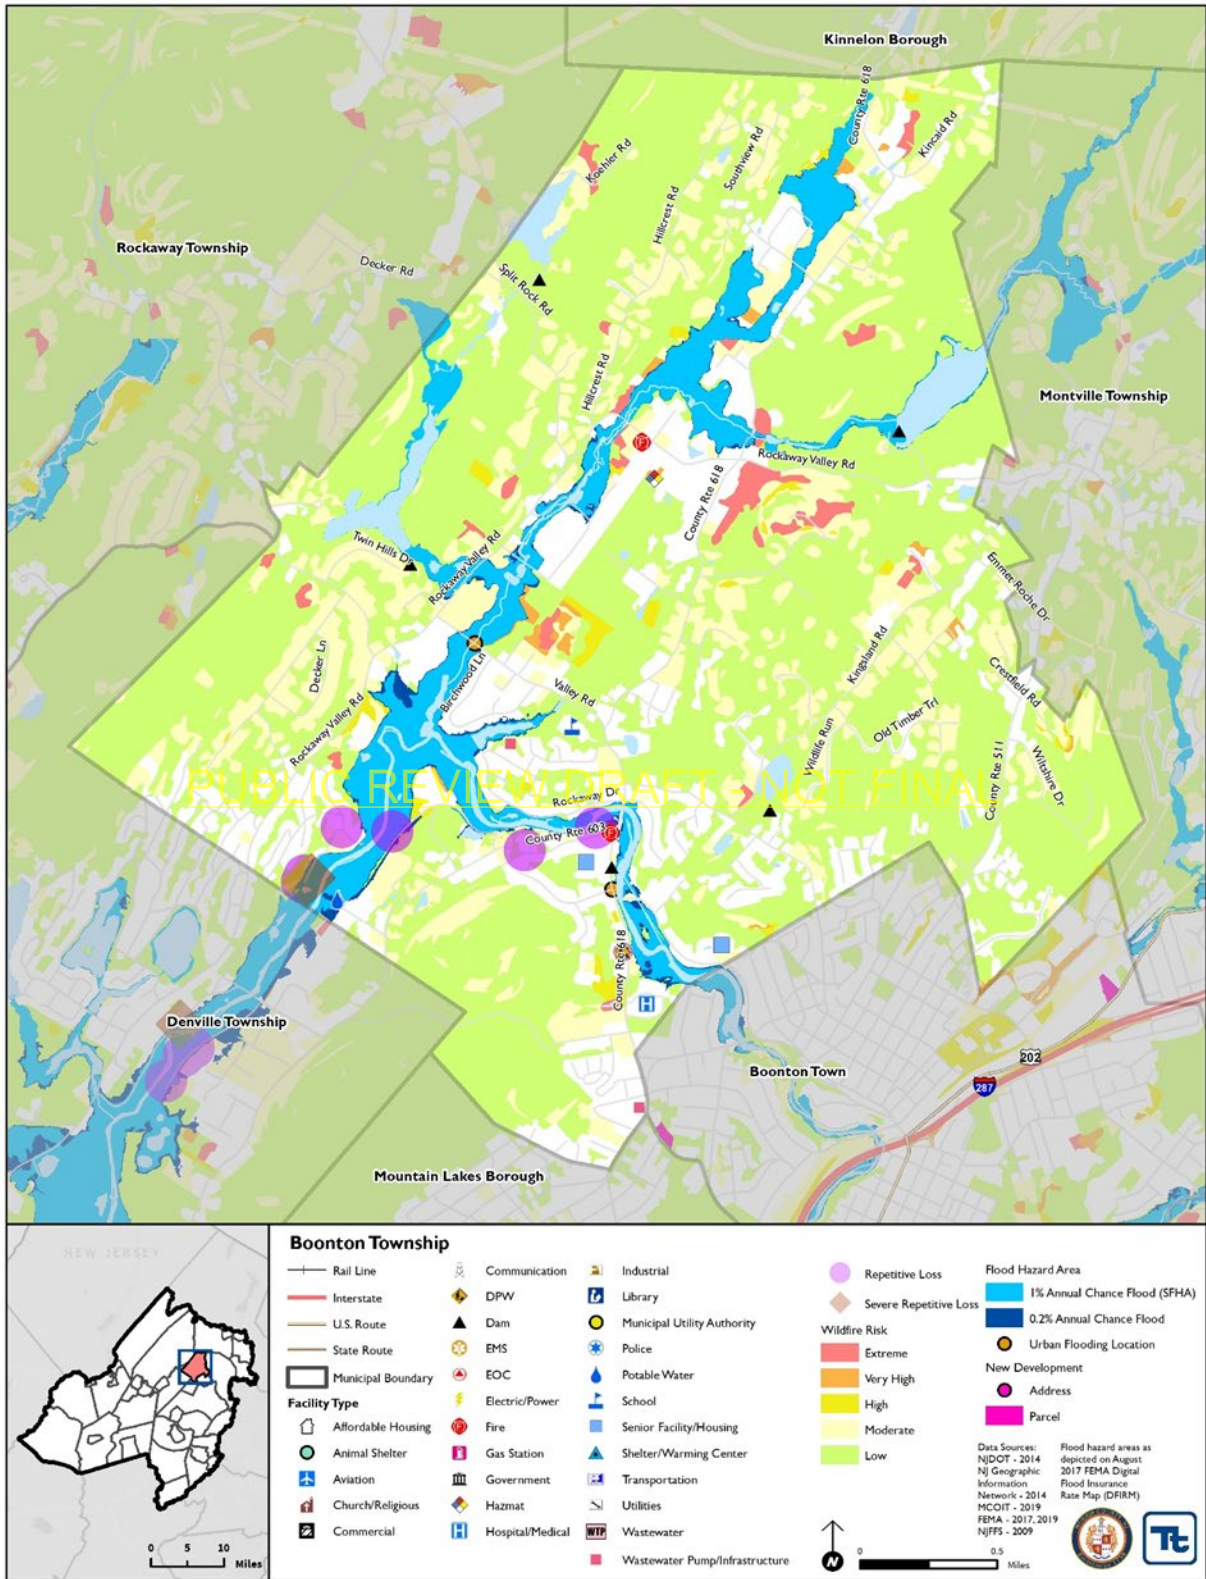 Kinnelon Borough
County Rte 618
Kincaid Rd
Southview Rd
Koehler Rd
Hillcrest Rd
Rockaway Township
Decker Rd
Split Rock Rd
Hillcrest Rd
Montville Township
Rockaway Valley Rd
County Rte 618
Twin Hills Dr
Rockaway Valley Rd
Emmet Roche Dr
Kingsland Rd
Decker Ln
Birchwood Ln
Valley Rd
Crestfield Rd
Rockaway Valley Rd
Old Timber Trl
Wildlife Run
County Rte 511
Wiltshire Dr
PUBLIC REVIEW DRAFT - NOT FINAL
Rockaway Dr
County Rte 603
County Rte 618
Denville Township
Boonton Town
202
287
Mountain Lakes Borough
NEW JERSEY
0 5 10
Miles
Boonton Township
Rail Line
Interstate
U.S. Route
State Route
Municipal Boundary
Facility Type
Affordable Housing
Animal Shelter
Aviation
Church/Religious
Commercial
Communication
DPW
Dam
EMS
EOC
Electric/Power
Fire
Gas Station
Government
Hazmat
Hospital/Medical
Industrial
Library
Municipal Utility Authority
Police
Potable Water
School
Senior Facility/Housing
Shelter/Warming Center
Transportation
Utilities
WTP Wastewater
Wastewater Pump/Infrastructure
Repetitive Loss
Severe Repetitive Loss
Wildfire Risk
Extreme
Very High
High
Moderate
Low
Flood Hazard Area
1% Annual Chance Flood (SFHA)
0.2% Annual Chance Flood
Urban Flooding Location
New Development
Address
Parcel
Data Sources:
NJDOT - 2014
NJ Geographic
Information
Network - 2014
MCOIT - 2019
FEMA - 2017, 2019
NJFFS - 2009
Flood hazard areas as
depicted on August
2017 FEMA Digital
Flood Insurance
Rate Map (DFIRM)
N
0 0.5
Miles
Tt